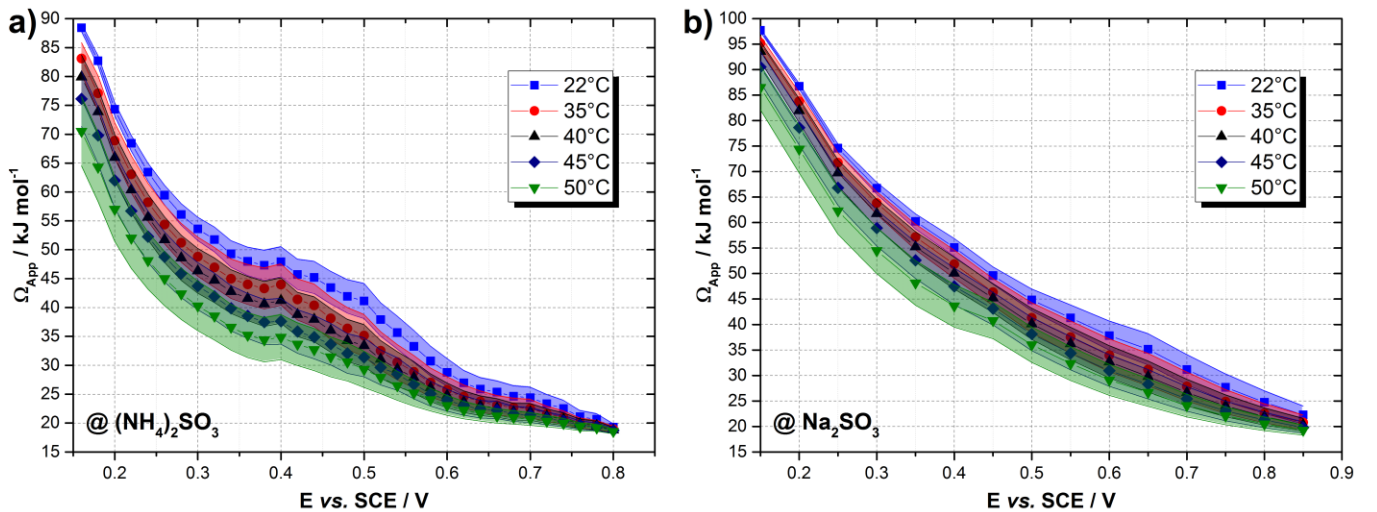 a)
90
85
80
75
70
65
60
55
50
45
40
35
30
25
20
15
Ω_App / kJ mol⁻¹
22°C
35°C
40°C
45°C
50°C
@ (NH₄)₂SO₃
0.2 0.3 0.4 0.5 0.6 0.7 0.8
E vs. SCE / V
b)
100
95
90
85
80
75
70
65
60
55
50
45
40
35
30
25
20
15
Ω_App / kJ mol⁻¹
22°C
35°C
40°C
45°C
50°C
@ Na₂SO₃
0.2 0.3 0.4 0.5 0.6 0.7 0.8 0.9
E vs. SCE / V